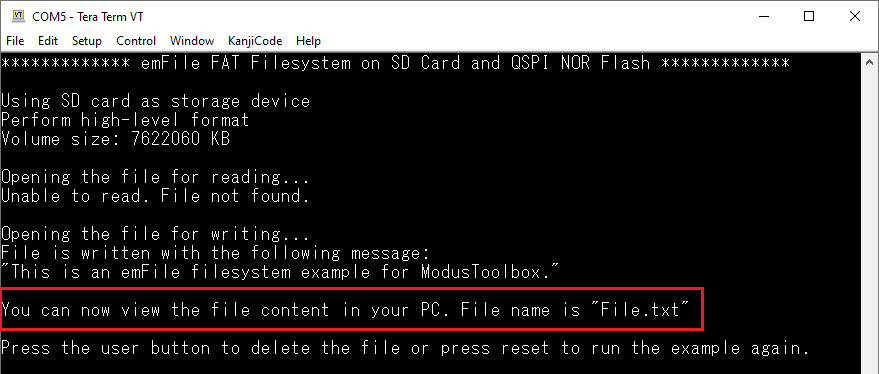 COM5 - Tera Term VT
File Edit Setup Control Window KanjiCode Help
************* emFile FAT Filesystem on SD Card and QSPI NOR Flash *************
Using SD card as storage device
Perform high-level format
Volume size: 7622060 KB
Opening the file for reading...
Unable to read. File not found.
Opening the file for writing...
File is written with the following message:
"This is an emFile filesystem example for ModusToolbox."
You can now view the file content in your PC. File name is "File.txt"
Press the user button to delete the file or press reset to run the example again.